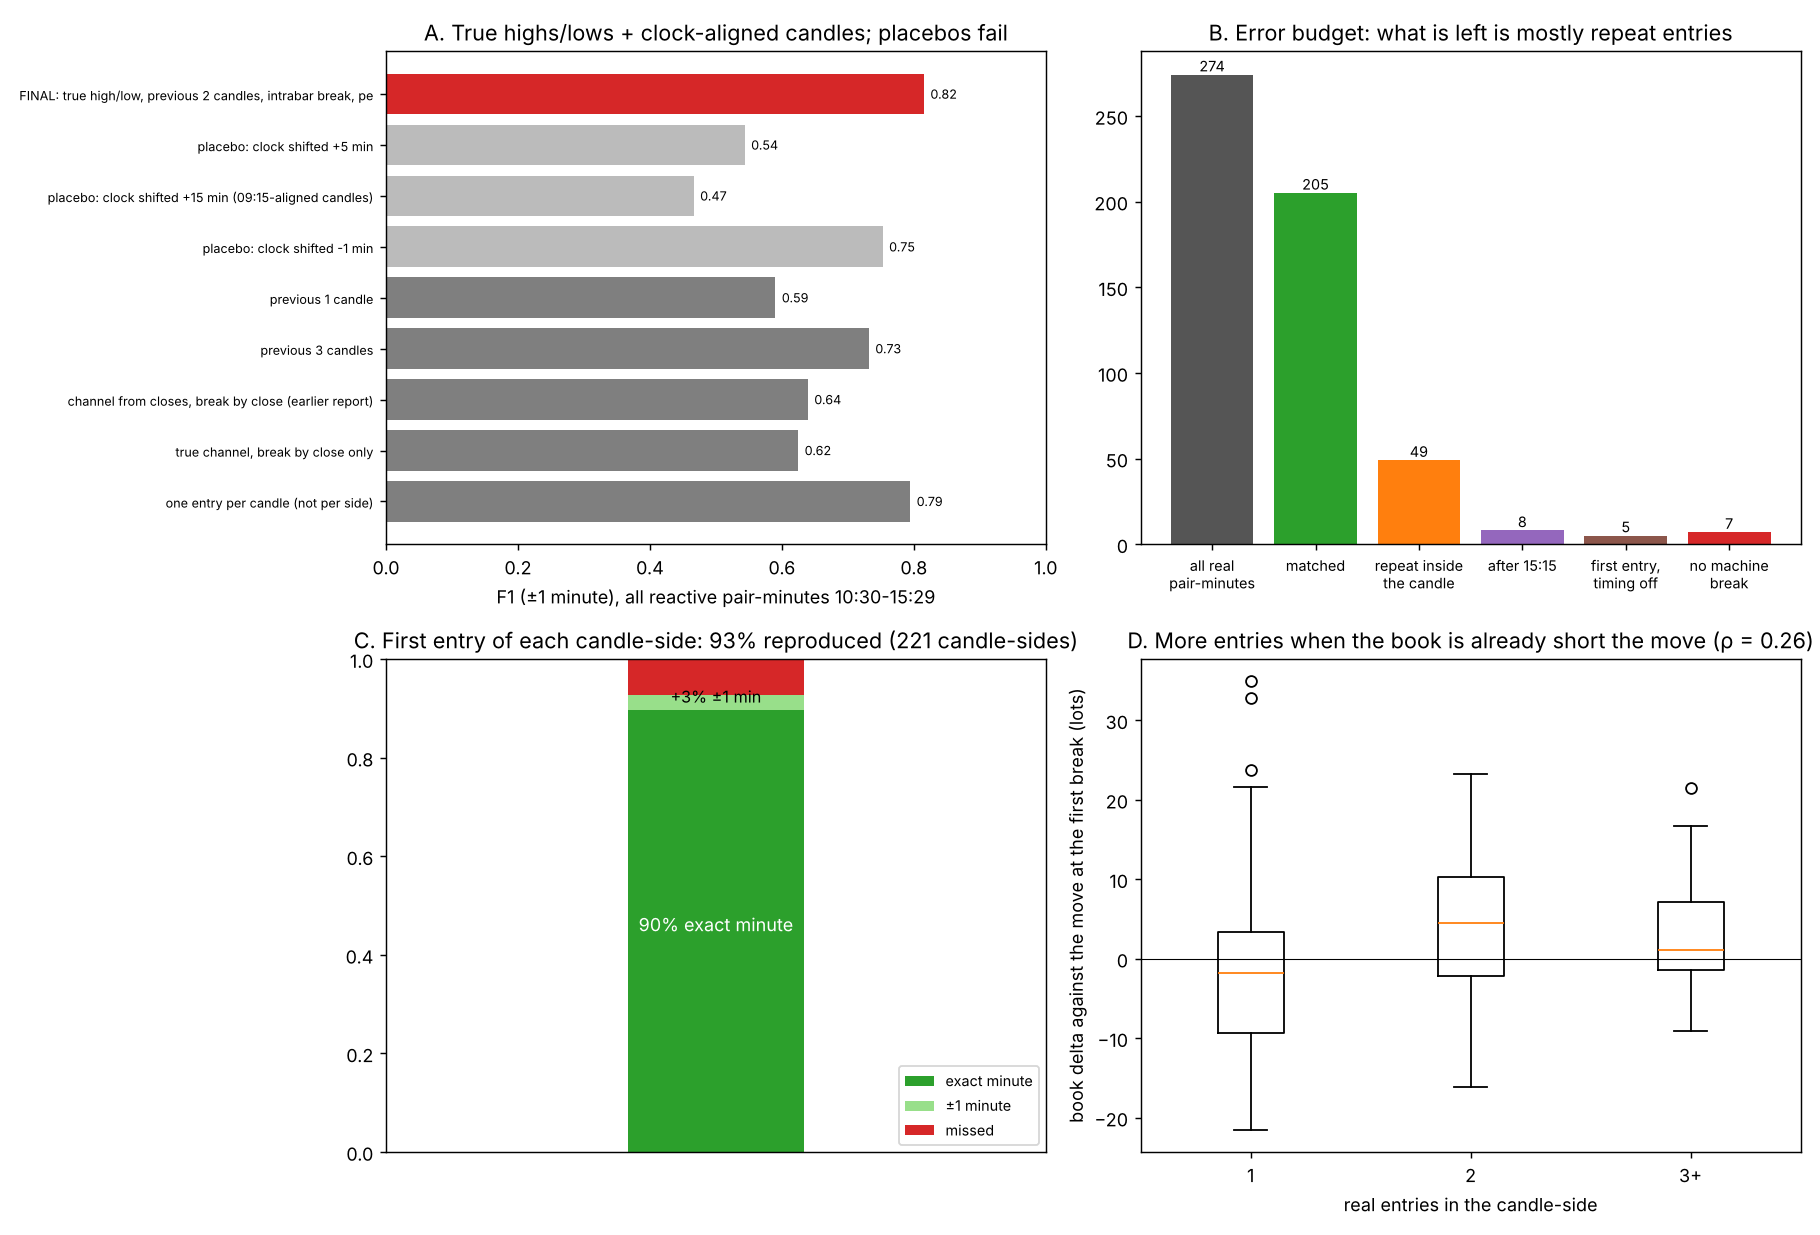 A. True highs/lows + clock-aligned candles; placebos fail
FINAL: true high/low, previous 2 candles, intrabar break, pe
0.82
placebo: clock shifted +5 min
0.54
placebo: clock shifted +15 min (09:15-aligned candles)
0.47
placebo: clock shifted -1 min
0.75
previous 1 candle
0.59
previous 3 candles
0.73
channel from closes, break by close (earlier report)
0.64
true channel, break by close only
0.62
one entry per candle (not per side)
0.79
0.0
0.2
0.4
0.6
0.8
1.0
F1 (±1 minute), all reactive pair-minutes 10:30-15:29
B. Error budget: what is left is mostly repeat entries
250
200
150
100
50
0
274
205
49
8
5
7
all real
pair-minutes
matched
repeat inside
the candle
after 15:15
first entry,
timing off
no machine
break
C. First entry of each candle-side: 93% reproduced (221 candle-sides)
1.0
0.8
0.6
0.4
0.2
0.0
+3% ±1 min
90% exact minute
exact minute
±1 minute
missed
D. More entries when the book is already short the move (ρ = 0.26)
book delta against the move at the first break (lots)
30
20
10
0
−10
−20
1
2
3+
real entries in the candle-side